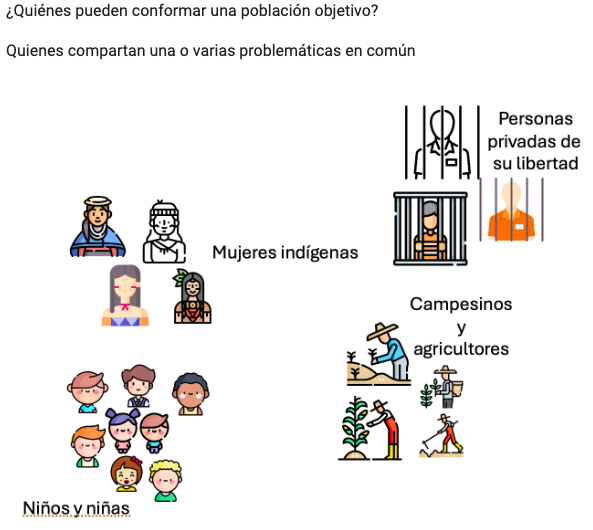 ¿Quiénes pueden conformar una población objetivo?
Quienes compartan una o varias problemáticas en común
Personas
privadas de
su libertad
Mujeres indígenas
Campesinos
y
agricultores
Niños y niñas